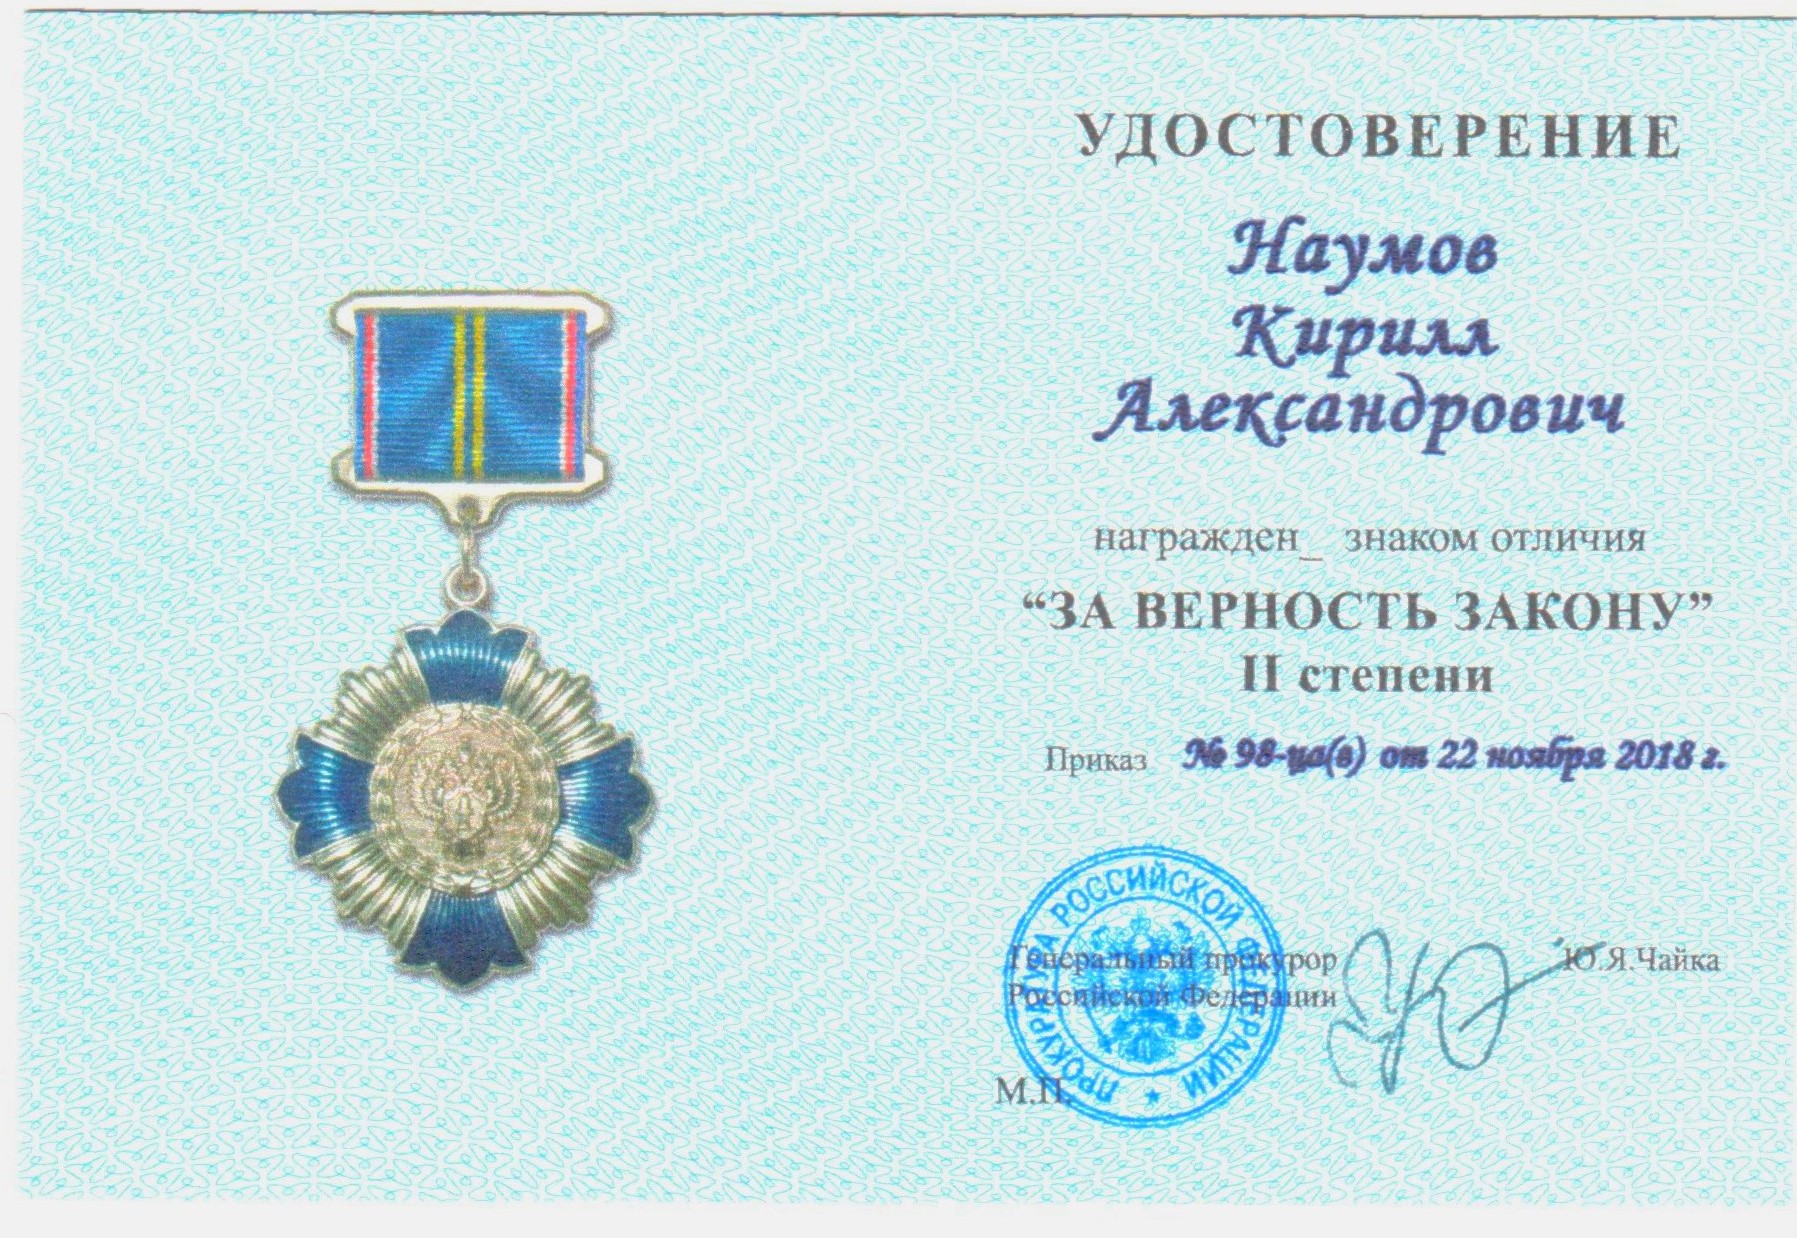 УДОСТОВЕРЕНИЕ
Наумов
Кирилл
Александрович
награжден_ знаком отличия
“ЗА ВЕРНОСТЬ ЗАКОНУ”
II степени
Приказ № 98-ца(в) от 22 ноября 2018 г.
ПРОКУРАТУРА РОССИЙСКОЙ ФЕДЕРАЦИИ
Генеральный прокурор Ю.Я.Чайка
Российской Федерации
М.П.